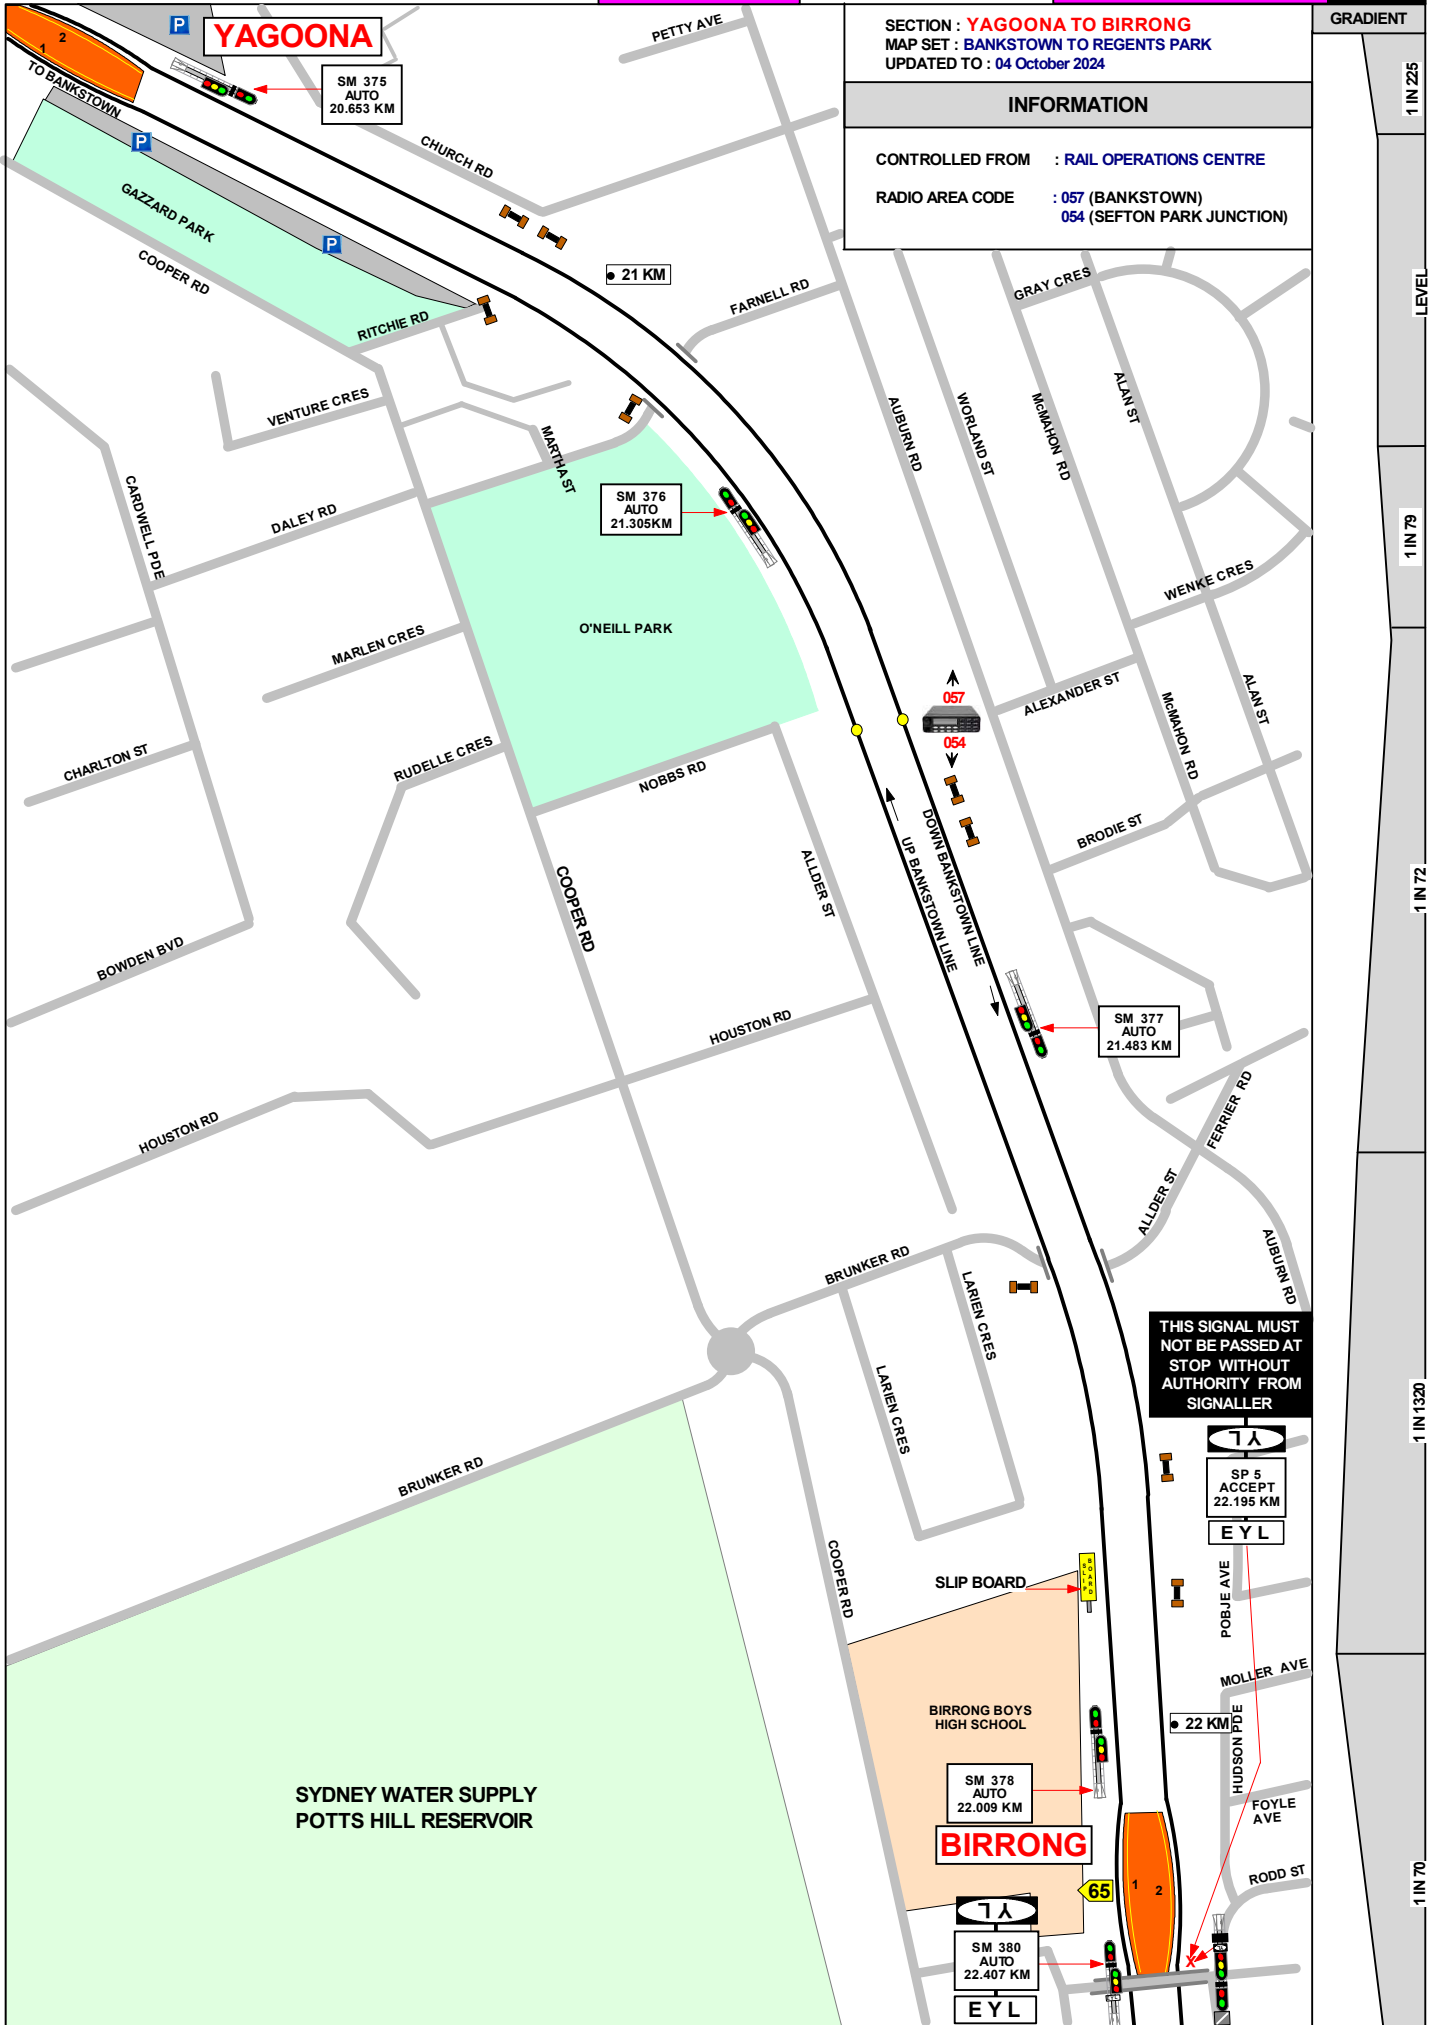 YAGOONA
P
1
2
TO BANKSTOWN
SM 375
AUTO
20.653 KM
PETTY AVE
SECTION : YAGOONA TO BIRRONG
MAP SET : BANKSTOWN TO REGENTS PARK
UPDATED TO : 04 October 2024
INFORMATION
CONTROLLED FROM : RAIL OPERATIONS CENTRE
RADIO AREA CODE : 057 (BANKSTOWN)
054 (SEFTON PARK JUNCTION)
GRADIENT
1 IN 225
LEVEL
1 IN 79
1 IN 72
1 IN 1320
1 IN 70
P
CHURCH RD
GAZZARD PARK
P
COOPER RD
RITCHIE RD
21 KM
FARNELL RD
GRAY CRES
VENTURE CRES
MARTHA ST
AUBURN RD
WORLAND ST
McMAHON RD
ALAN ST
CARDWELL PDE
DALEY RD
SM 376
AUTO
21.305KM
WENKE CRES
O'NEILL PARK
MARLEN CRES
057
054
ALEXANDER ST
McMAHON RD
ALAN ST
CHARLTON ST
RUDELLE CRES
NOBBS RD
BRODIE ST
UP BANKSTOWN LINE
DOWN BANKSTOWN LINE
ALLDER ST
COOPER RD
BOWDEN BVD
HOUSTON RD
SM 377
AUTO
21.483 KM
HOUSTON RD
FERRIER RD
ALLDER ST
AUBURN RD
BRUNKER RD
LARIEN CRES
LARIEN CRES
THIS SIGNAL MUST
NOT BE PASSED AT
STOP WITHOUT
AUTHORITY FROM
SIGNALLER
YL
SP 5
ACCEPT
22.195 KM
E Y L
BRUNKER RD
COOPER RD
SLIP BOARD
SLIP
BOARD
POBJE AVE
MOLLER AVE
BIRRONG BOYS
HIGH SCHOOL
22 KM
HUDSON PDE
SM 378
AUTO
22.009 KM
FOYLE
AVE
SYDNEY WATER SUPPLY
POTTS HILL RESERVOIR
BIRRONG
65
1
2
RODD ST
YL
SM 380
AUTO
22.407 KM
E Y L
X